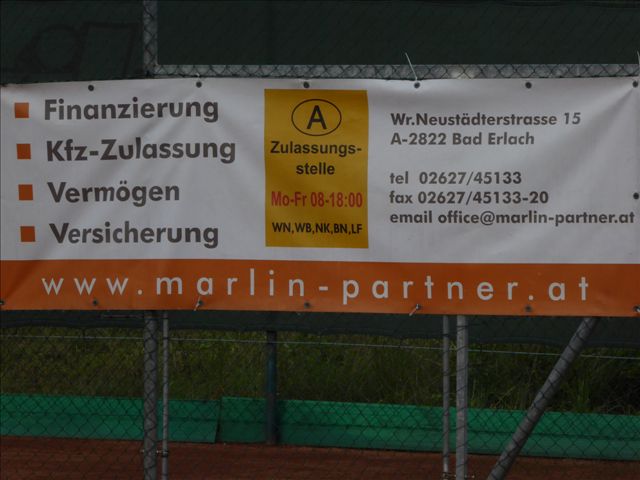 Finanzierung
Kfz-Zulassung
Vermögen
Versicherung
A
Zulassungs-
stelle
Mo-Fr 08-18:00
WN,WB,NK,BN,LF
Wr.Neustädterstrasse 15
A-2822 Bad Erlach
tel 02627/45133
fax 02627/45133-20
email office@marlin-partner.at
www.marlin-partner.at